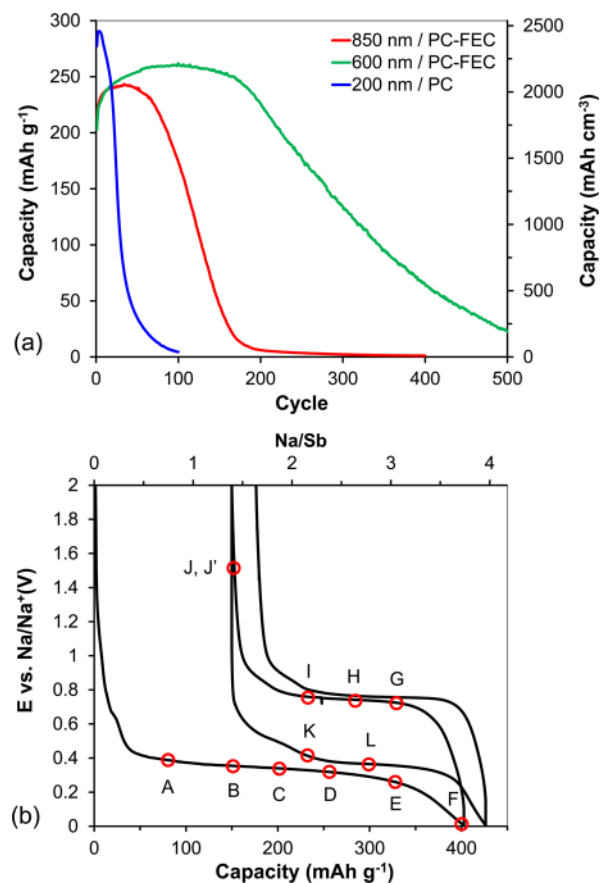 300
250
200
150
100
50
0
Capacity (mAh g⁻¹)
2500
2000
1500
1000
500
0
Capacity (mAh cm⁻³)
850 nm / PC-FEC
600 nm / PC-FEC
200 nm / PC
(a)
0 100 200 300 400 500
Cycle
Na/Sb
0 1 2 3 4
2
1.8
1.6
1.4
1.2
1
0.8
0.6
0.4
0.2
0
E vs. Na/Na⁺(V)
J, J’
I H G
K L
A B C D E F
(b)
0 100 200 300 400
Capacity (mAh g⁻¹)